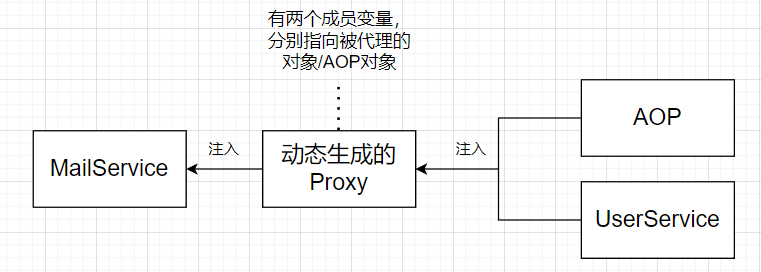 有两个成员变量,
分别指向被代理的
对象/AOP对象
MailService
注入
动态生成的
Proxy
注入
AOP
UserService